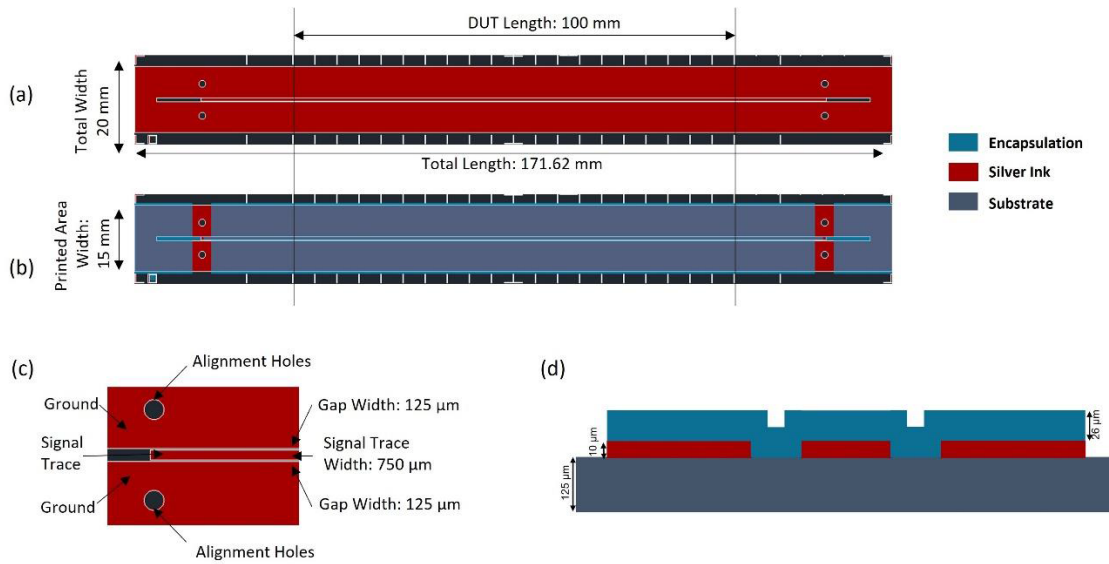 DUT Length: 100 mm
(a)
Total Width
20 mm
Total Length: 171.62 mm
Encapsulation
Silver Ink
Substrate
(b)
Printed Area
Width:
15 mm
(c)
Alignment Holes
Ground
Gap Width: 125 µm
Signal
Trace
Signal Trace
Width: 750 µm
Ground
Gap Width: 125 µm
Alignment Holes
(d)
10 µm
26 µm
125 µm